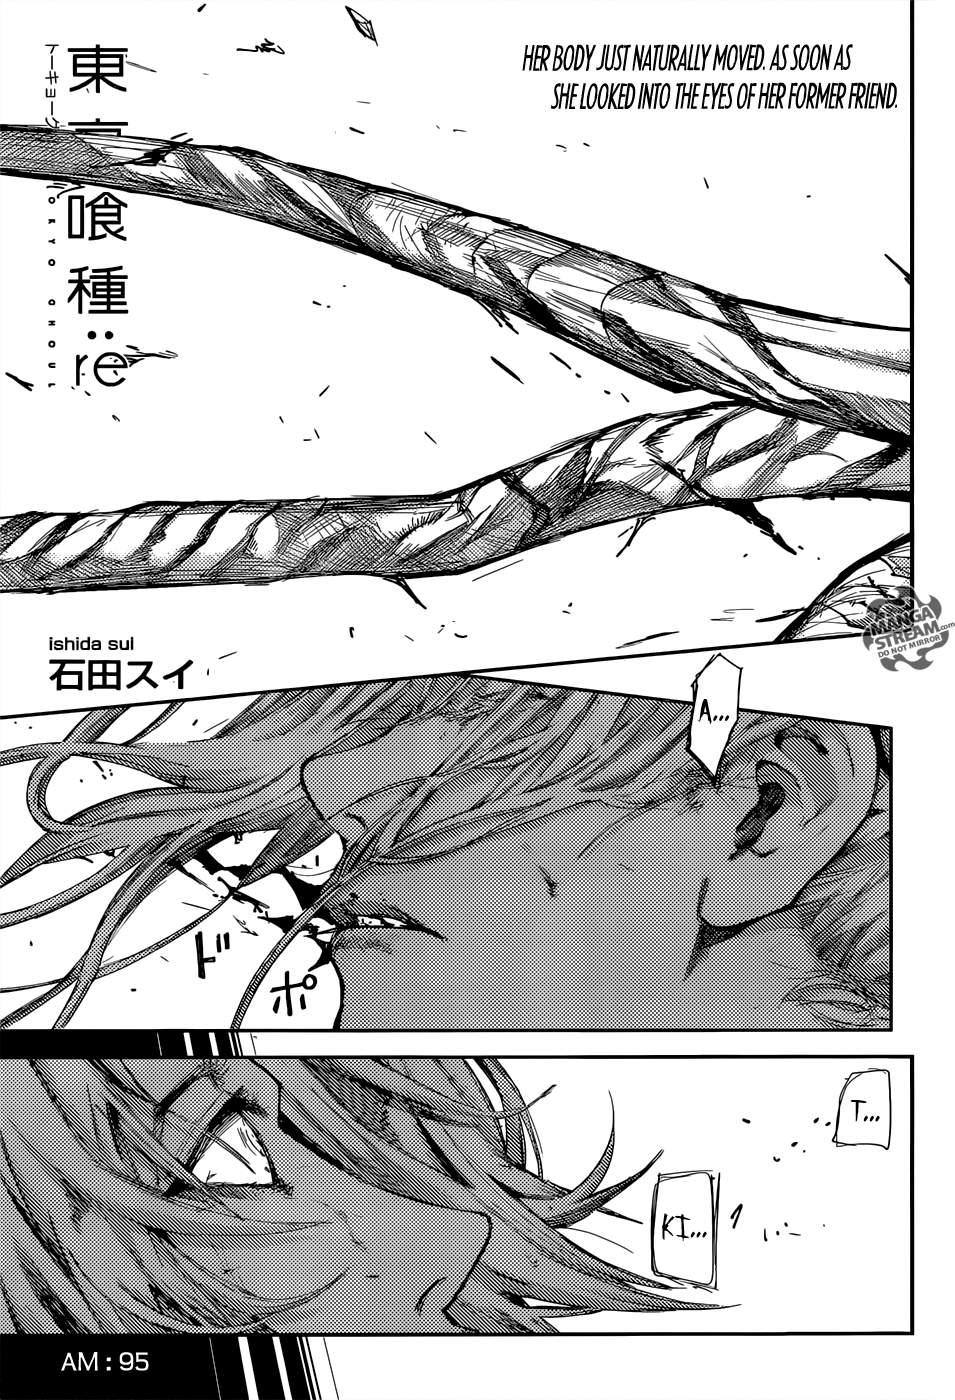 HER BODY JUST NATURALLY MOVED. AS SOON AS
SHE LOOKED INTO THE EYES OF HER FORMER FRIEND.
東京喰種:re
トーキョーグ
TOKYO GHOUL
MANGA
STREAM.com
DO NOT MIRROR
ishida sui
石田スイ
A...
ド
ポ
T...
KI...
AM : 95